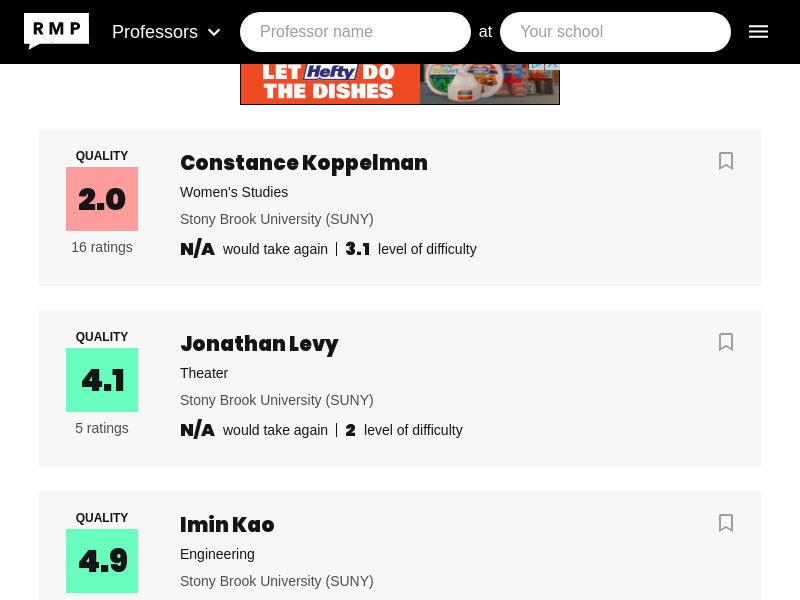 RMP Professors Professor name at Your school
LET Hefty DO
THE DISHES
ECOSAVE
QUALITY
2.0
16 ratings
Constance Koppelman
Women's Studies
Stony Brook University (SUNY)
N/A would take again | 3.1 level of difficulty
QUALITY
4.1
5 ratings
Jonathan Levy
Theater
Stony Brook University (SUNY)
N/A would take again | 2 level of difficulty
QUALITY
4.9
Imin Kao
Engineering
Stony Brook University (SUNY)